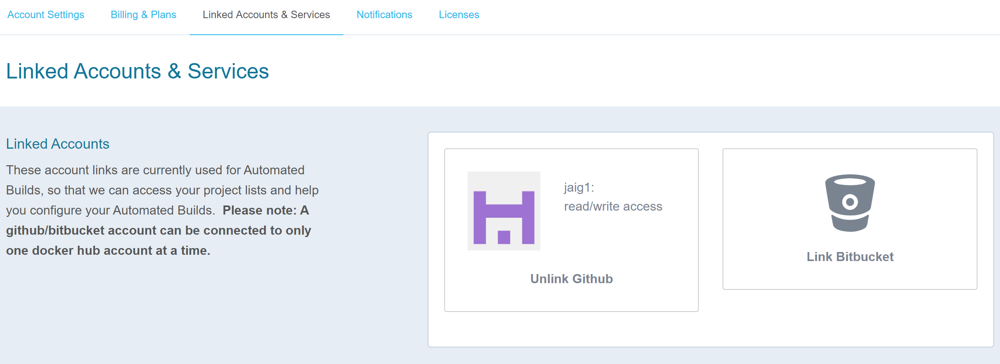 Account Settings
Billing & Plans
Linked Accounts & Services
Notifications
Licenses
Linked Accounts & Services
Linked Accounts
These account links are currently used for Automated
Builds, so that we can access your project lists and help
you configure your Automated Builds.  Please note: A
github/bitbucket account can be connected to only
one docker hub account at a time.
jaig1:
read/write access
Unlink Github
Link Bitbucket